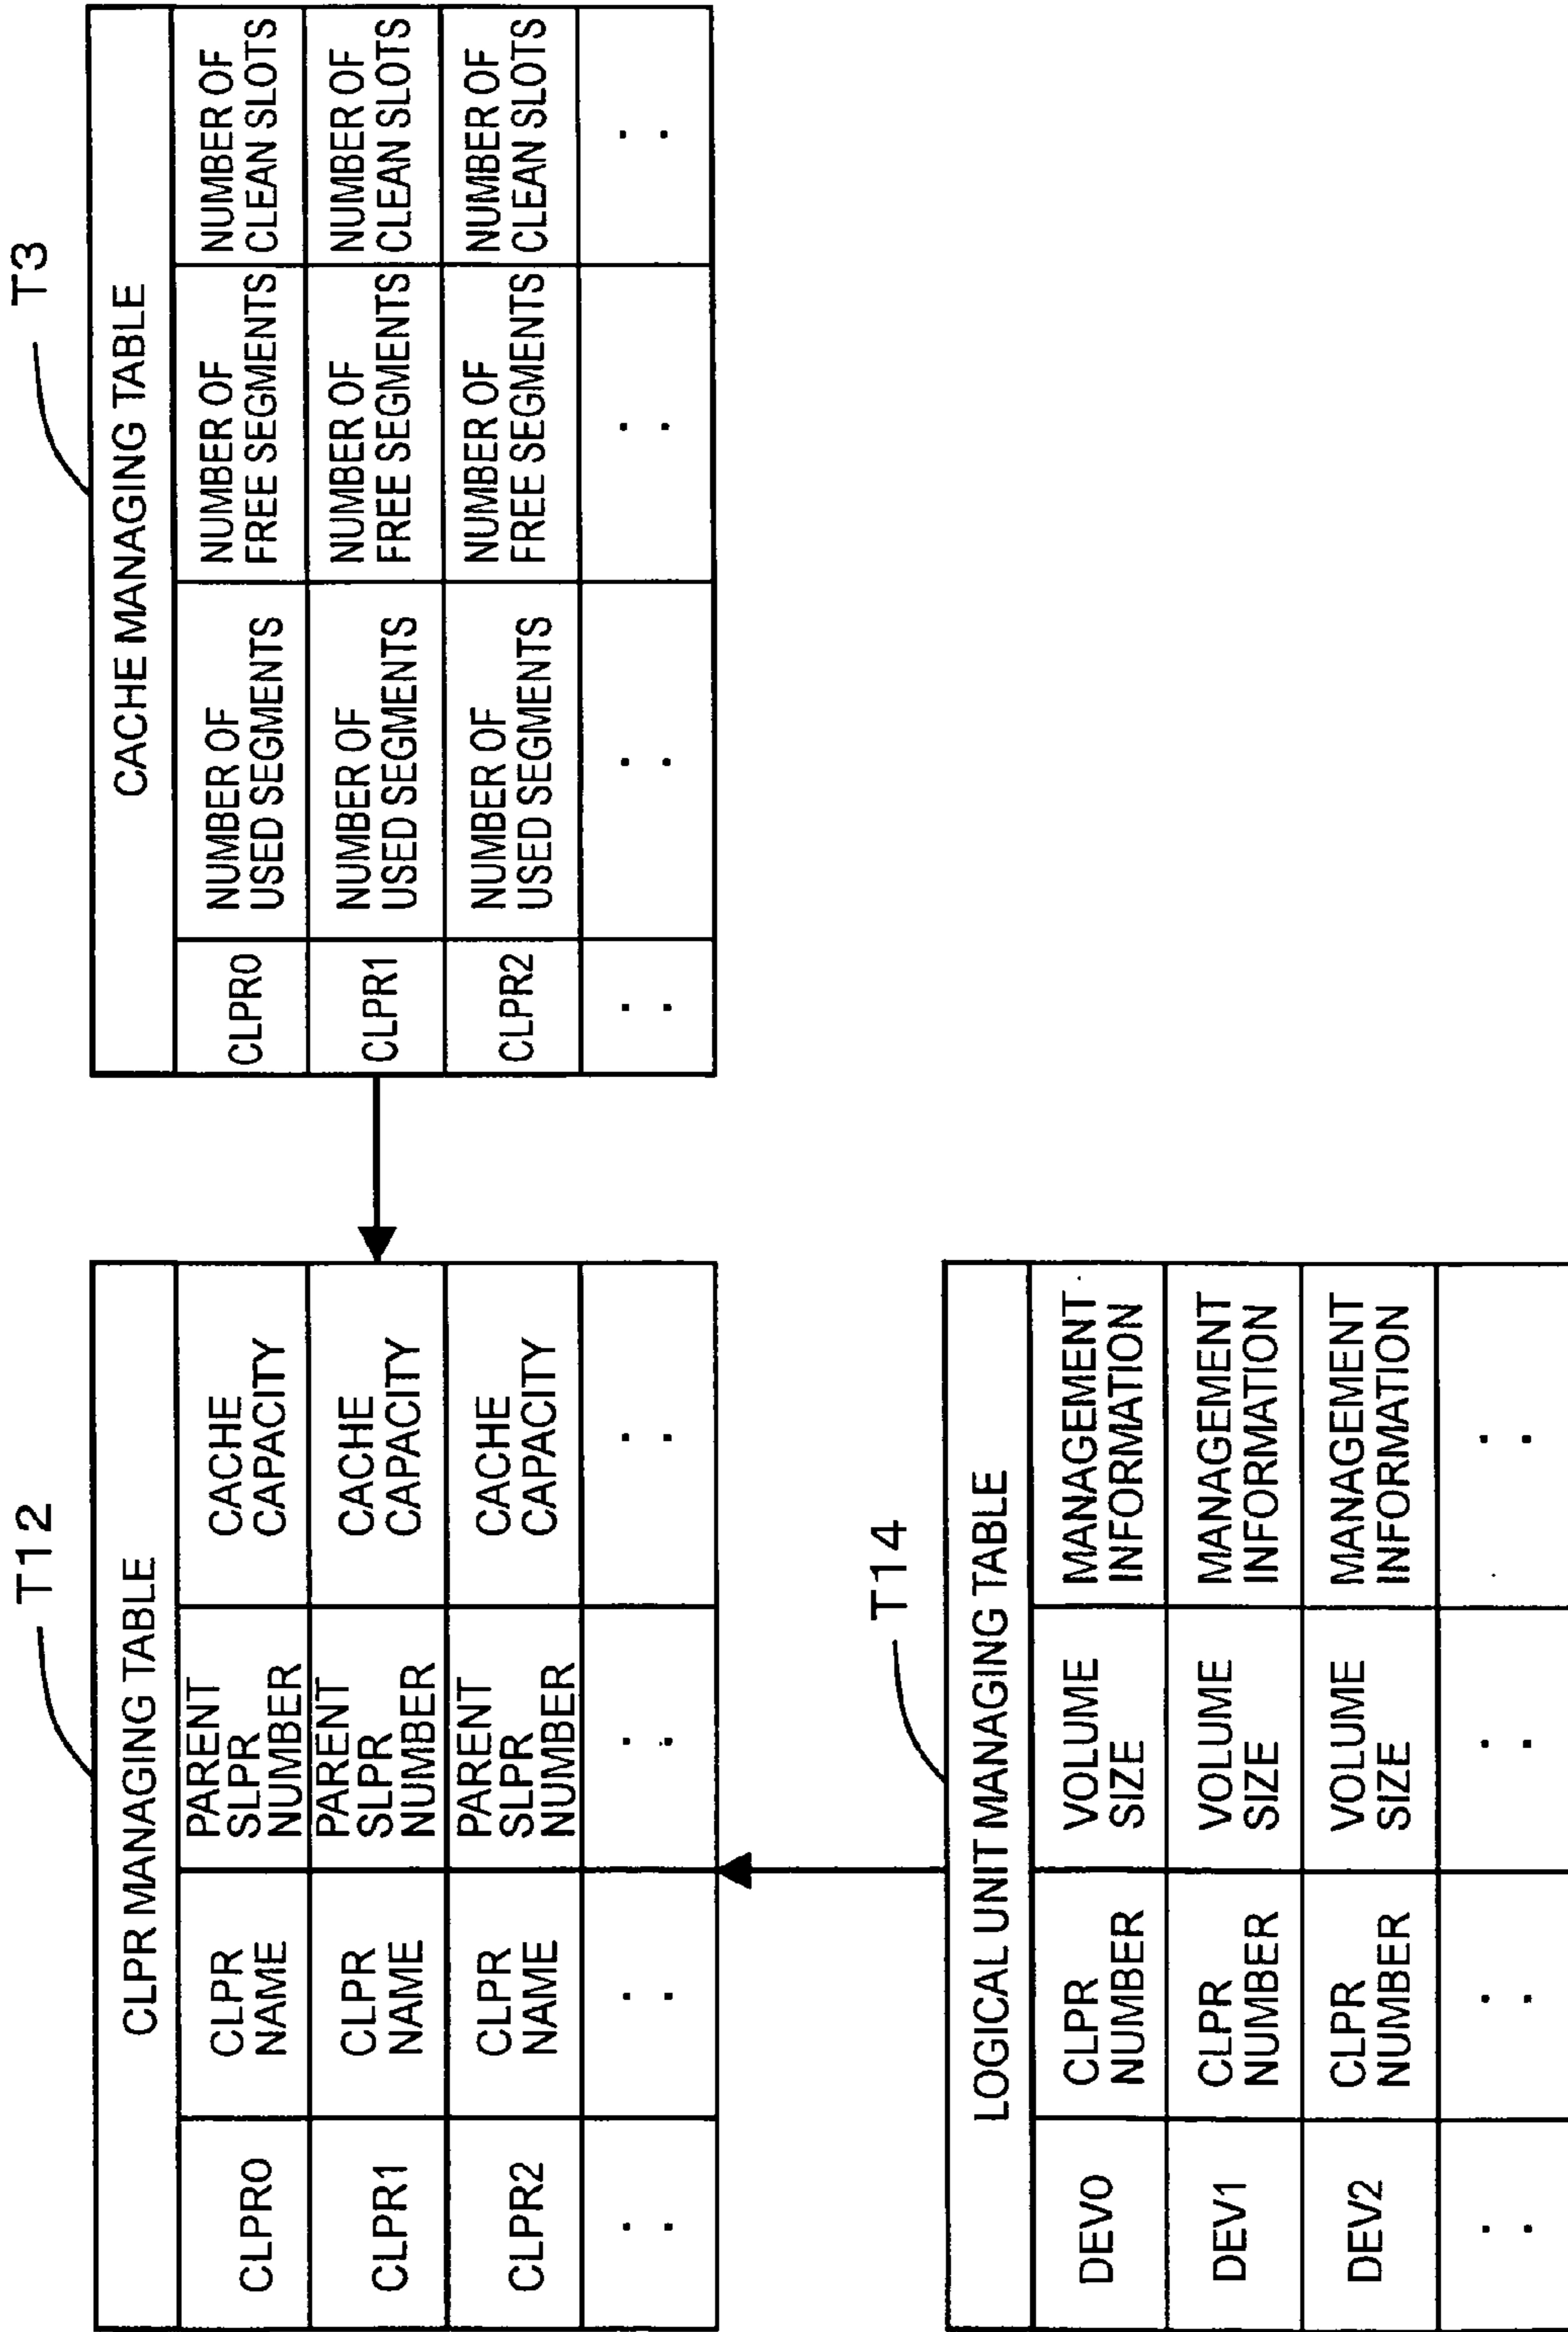 T12
CLPR MANAGING TABLE
CLPR0
CLPR
NAME
PARENT
SLPR
NUMBER
CACHE
CAPACITY
CLPR1
CLPR
NAME
PARENT
SLPR
NUMBER
CACHE
CAPACITY
CLPR2
CLPR
NAME
PARENT
SLPR
NUMBER
CACHE
CAPACITY
. .
. .
. .
. .
T3
CACHE MANAGING TABLE
CLPR0
NUMBER OF
USED SEGMENTS
NUMBER OF
FREE SEGMENTS
NUMBER OF
CLEAN SLOTS
CLPR1
NUMBER OF
USED SEGMENTS
NUMBER OF
FREE SEGMENTS
NUMBER OF
CLEAN SLOTS
CLPR2
NUMBER OF
USED SEGMENTS
NUMBER OF
FREE SEGMENTS
NUMBER OF
CLEAN SLOTS
. .
. .
. .
. .
T14
LOGICAL UNIT MANAGING TABLE
DEV0
CLPR
NUMBER
VOLUME
SIZE
MANAGEMENT
INFORMATION
DEV1
CLPR
NUMBER
VOLUME
SIZE
MANAGEMENT
INFORMATION
DEV2
CLPR
NUMBER
VOLUME
SIZE
MANAGEMENT
INFORMATION
. .
. .
. .
. .